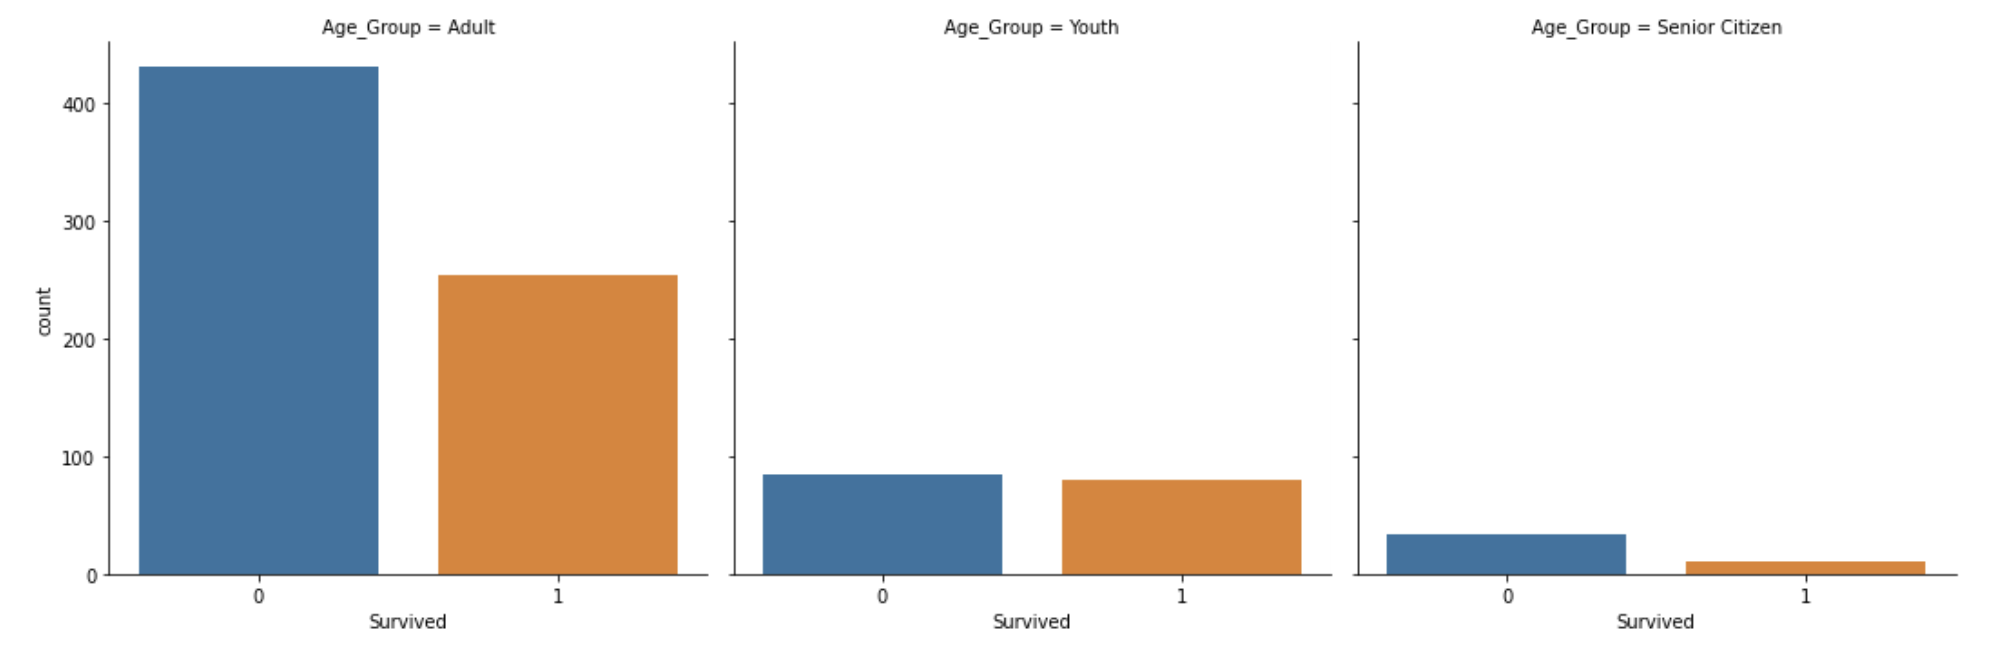 Age_Group = Adult
Age_Group = Youth
Age_Group = Senior Citizen
count
400
300
200
100
0
0
1
0
1
0
1
Survived
Survived
Survived